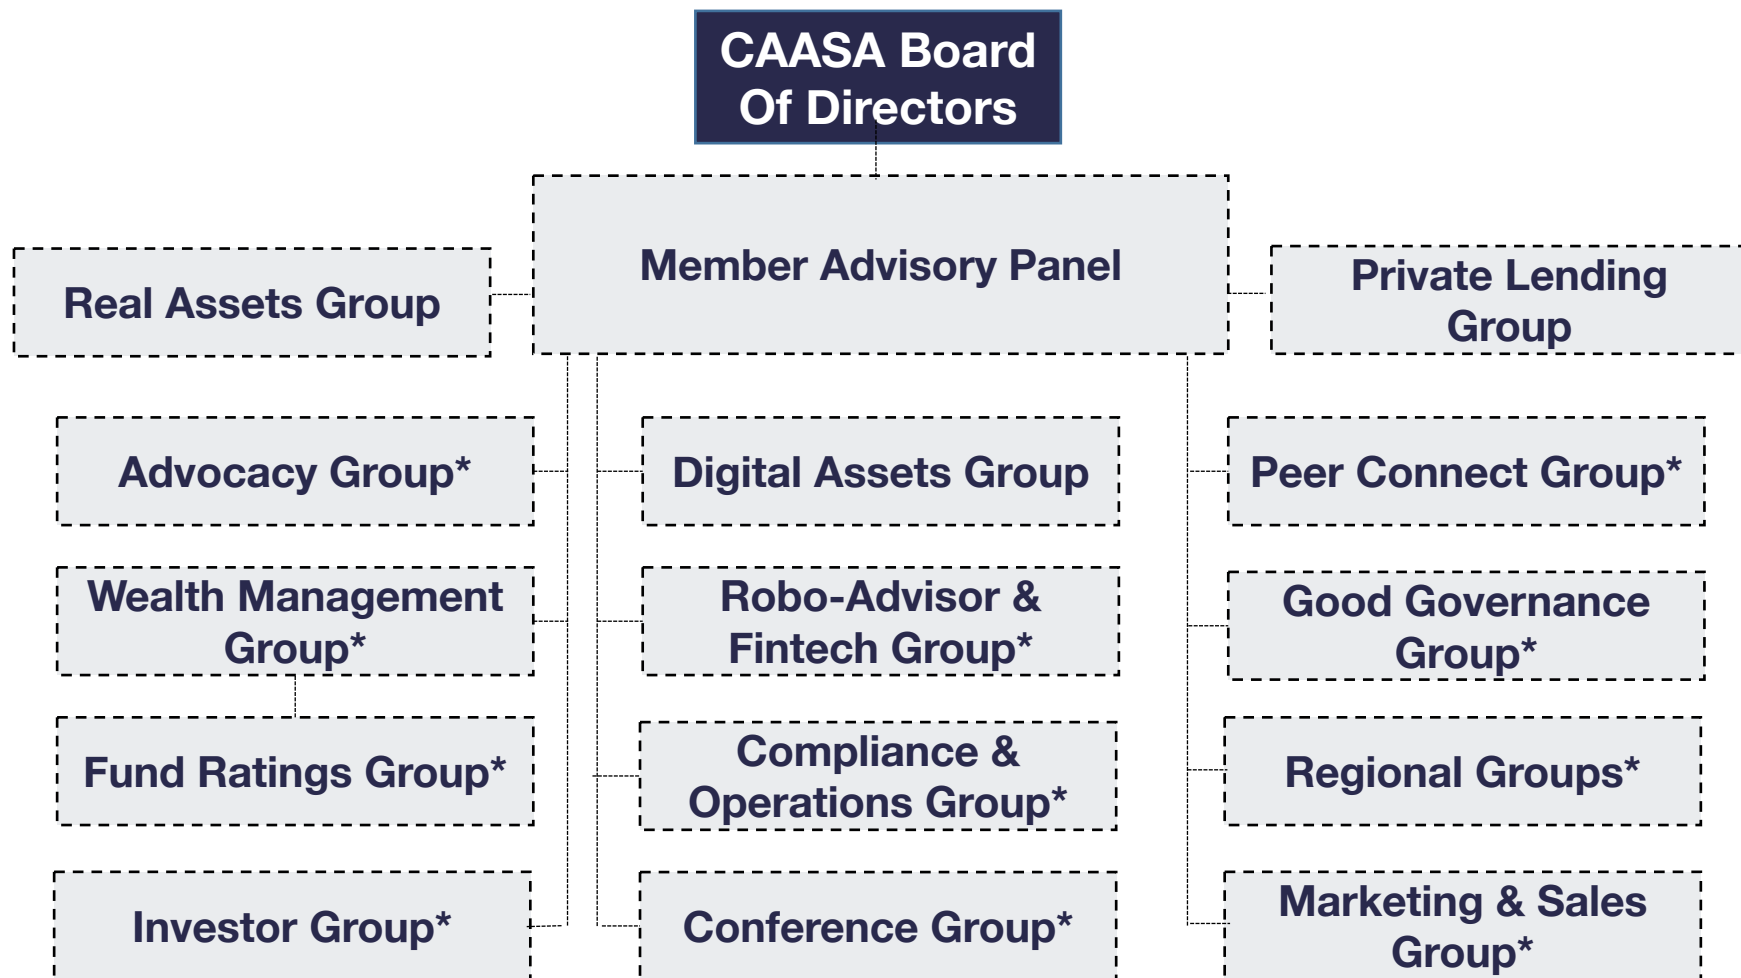 CAASA Board
Of Directors
Member Advisory Panel
Real Assets Group
Private Lending
Group
Advocacy Group*
Digital Assets Group
Peer Connect Group*
Wealth Management
Group*
Robo-Advisor &
Fintech Group*
Good Governance
Group*
Fund Ratings Group*
Compliance &
Operations Group*
Regional Groups*
Investor Group*
Conference Group*
Marketing & Sales
Group*